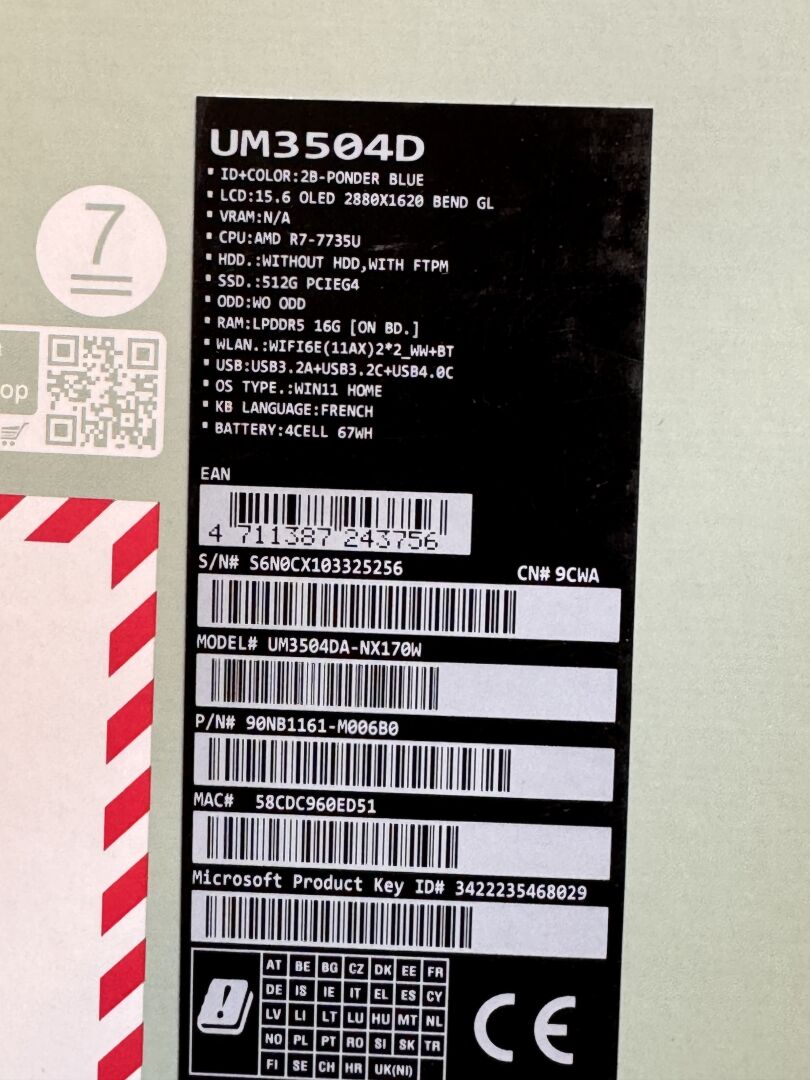 UM3504D
▪ ID+COLOR:2B-PONDER BLUE
▪ LCD:15.6 OLED 2880X1620 BEND GL
▪ VRAM:N/A
▪ CPU:AMD R7-7735U
▪ HDD.:WITHOUT HDD,WITH FTPM
▪ SSD.:512G PCIEG4
▪ ODD:WO ODD
▪ RAM:LPDDR5 16G [ON BD.]
▪ WLAN.:WIFI6E(11AX)2*2_WW+BT
▪ USB:USB3.2A+USB3.2C+USB4.0C
▪ OS TYPE.:WIN11 HOME
▪ KB LANGUAGE:FRENCH
▪ BATTERY:4CELL 67WH
7
op
EAN
4 711387 243756
S/N# S6N0CX103325256 CN# 9CWA
MODEL# UM3504DA-NX170W
P/N# 90NB1161-M006B0
MAC# 58CDC960ED51
Microsoft Product Key ID# 3422235468029
AT BE BG CZ DK EE FR
DE IS IE IT EL ES CY
LV LI LT LU HU MT NL
NO PL PT RO SI SK TR
FI SE CH HR UK(NI)
CE